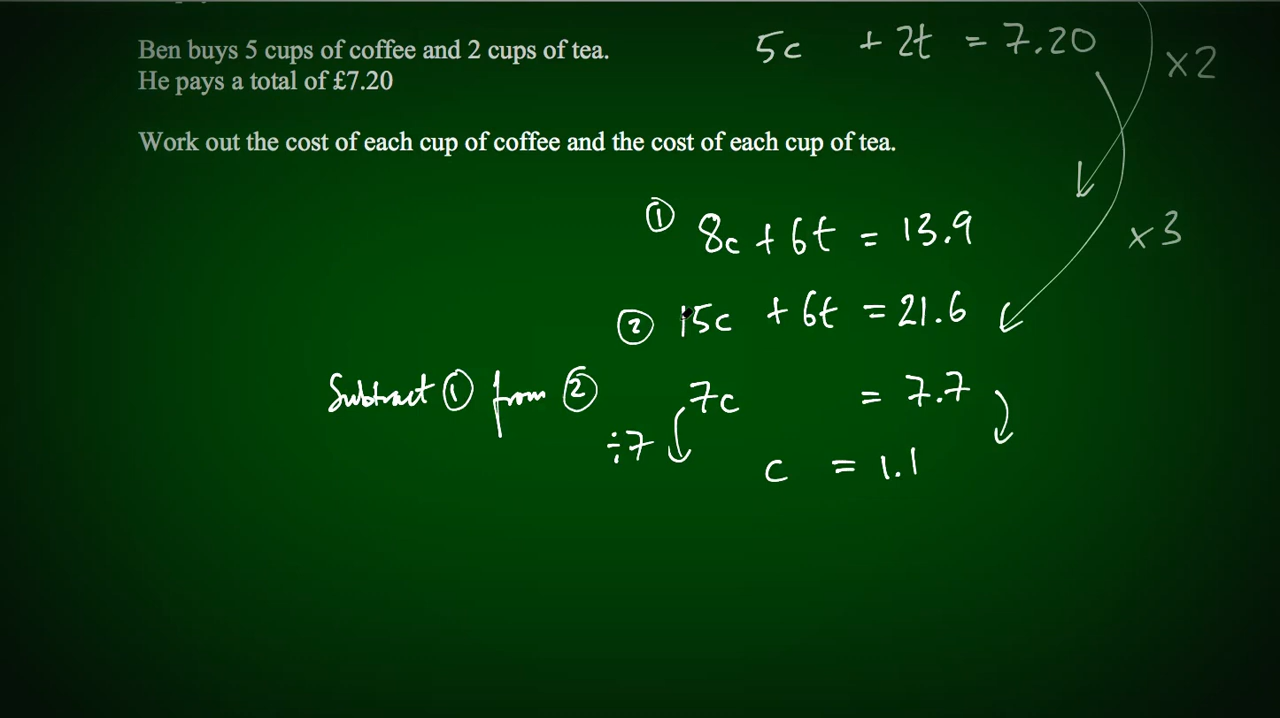 Ben buys 5 cups of coffee and 2 cups of tea.
He pays a total of £7.20
5c + 2t = 7.20
×2
Work out the cost of each cup of coffee and the cost of each cup of tea.
① 8c + 6t = 13.9
×3
② 15c + 6t = 21.6
Subtract ① from ② 7c = 7.7
÷7
c = 1.1